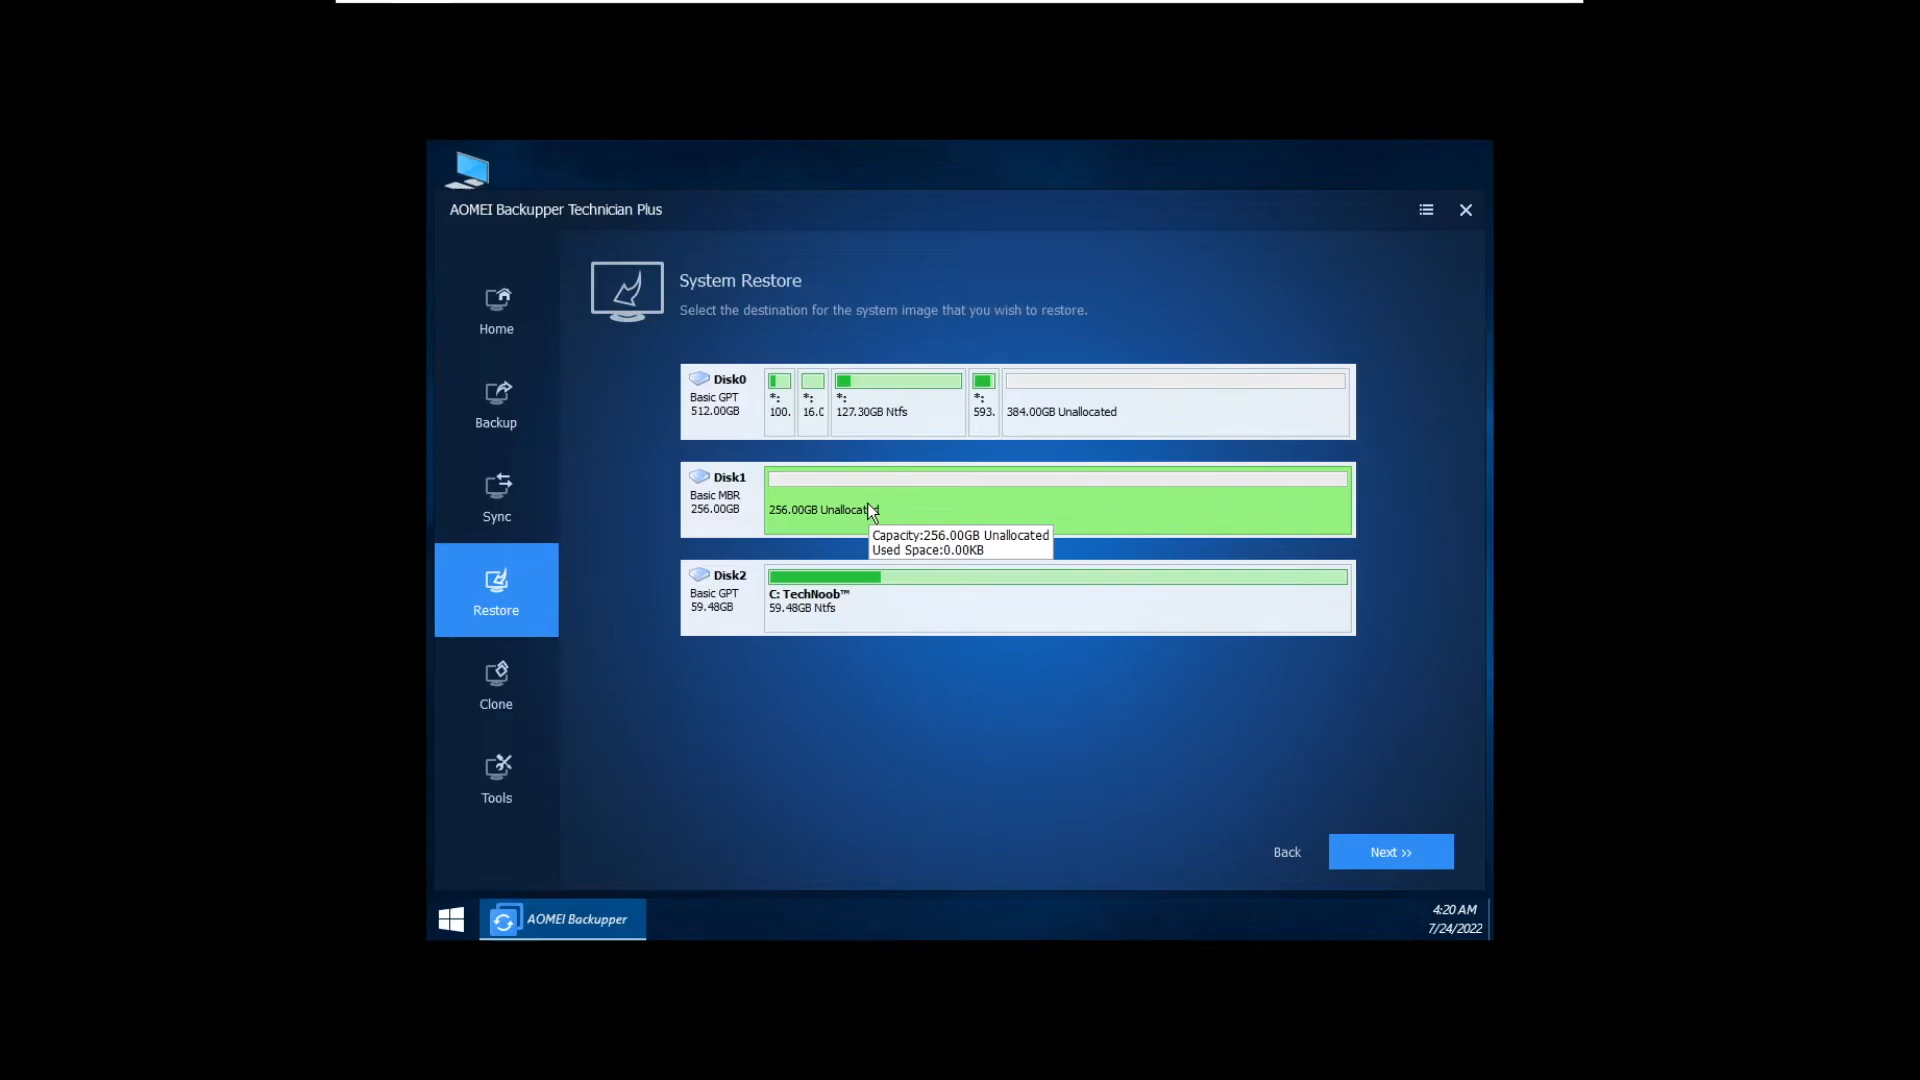 AOMEI Backupper Technician Plus
Home
Backup
Sync
Restore
Clone
Tools
System Restore
Select the destination for the system image that you wish to restore.
Disk0
Basic GPT
512.00GB
*:
100.
*:
16.0
*:
127.30GB Ntfs
*:
593.
384.00GB Unallocated
Disk1
Basic MBR
256.00GB
256.00GB Unallocated
Capacity:256.00GB Unallocated
Used Space:0.00KB
Disk2
Basic GPT
59.48GB
C: TechNoob™
59.48GB Ntfs
Back
Next >>
AOMEI Backupper
4:20 AM
7/24/2022